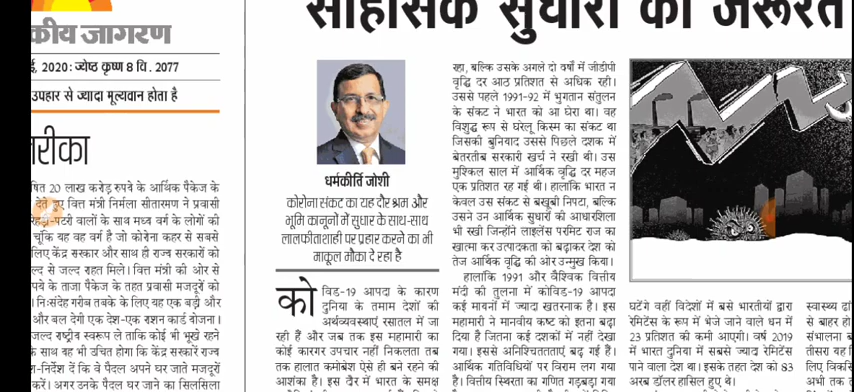 साहसिक सुधारों की जरूरत
कीय जागरण
2020: ज्येष्ठ कृष्ण 8 वि. 2077
उपहार से ज्यादा मूल्यवान होता है
20 लाख करोड़ रुपये के आर्थिक पैकेज के
हुए वित्त मंत्री निर्मला सीतारमण ने प्रवासी
वालों के साथ मध्य वर्ग के लोगों की
चूंकि यह वह वर्ग है जो कोरोना कहर से सबसे
लिए केंद्र सरकार और साथ ही राज्य सरकारों को
से जल्द राहत मिले। वित्त मंत्री की ओर से
के ताजा पैकेज के तहत प्रवासी मजदूरों को
नि:संदेह गरीब तबके के लिए यह एक बड़ी और
और बल देगी एक देश-एक राशन कार्ड योजना।
जल्द राष्ट्रीय स्वरूप ले ताकि कोई भी भूखे रहने
साथ यह भी उचित होगा कि केंद्र सरकार राज्य
दे कि वे पैदल अपने घर जाते मजदूरों
करें। अगर उनके पैदल घर जाने का सिलसिला
धर्मकीर्ति जोशी
कोरोना संकट का यह दौर श्रम और
भूमि कानूनों में सुधार के साथ-साथ
लालफीताशाही पर प्रहार करने का भी
माकूल मौका दे रहा है
कोविड-19 आपदा के कारण
दुनिया के तमाम देशों की
अर्थव्यवस्थाएं रसातल में जा
रही हैं और जब तक इस महामारी का
कोई कारगर उपचार नहीं निकलता तब
तक हालात कमोबेश ऐसे ही बने रहने की
आशंका है। इस दौर में भारत के समक्ष
रहा, बल्कि उसके अगले दो वर्षों में जीडीपी
वृद्धि दर आठ प्रतिशत से अधिक रही।
उससे पहले 1991-92 में भुगतान संतुलन
के संकट ने भारत को आ घेरा था। वह
विशुद्ध रूप से घरेलू किस्म का संकट था
जिसकी बुनियाद उससे पिछले दशक में
बेतरतीब सरकारी खर्च ने रखी थी। उस
मुश्किल साल में आर्थिक वृद्धि दर महज
एक प्रतिशत रह गई थी। हालांकि भारत न
केवल उस संकट से बखूबी निपटा, बल्कि
उसने उन आर्थिक सुधारों की आधारशिला
भी रखी जिन्होंने लाइसेंस परमिट राज का
खात्मा कर उत्पादकता को बढ़ाकर देश को
तेज आर्थिक वृद्धि की ओर उन्मुख किया।
हालांकि 1991 और वैश्विक वित्तीय
मंदी की तुलना में कोविड-19 आपदा
कई मायनों में ज्यादा खतरनाक है। इस
महामारी ने मानवीय कष्ट को इतना बढ़ा
दिया है जितना कई दशकों में नहीं देखा
गया। इससे अनिश्चितताएं बढ़ गई हैं।
आर्थिक गतिविधियों पर विराम लग गया
है। वित्तीय स्थिरता का गणित गड़बड़ा गया
घटेंगे वहीं विदेशों में बसे भारतीयों द्वारा
रेमिटेंस के रूप में भेजे जाने वाले धन में
23 प्रतिशत की कमी आएगी। वर्ष 2019
में भारत दुनिया में सबसे ज्यादा रेमिटेंस
पाने वाला देश था। इसके तहत देश को 83
अरब डॉलर हासिल हुए थे।
स्वास्थ्य
से बाहर
संभालना
तीसरा यह
लिए
अभी तक